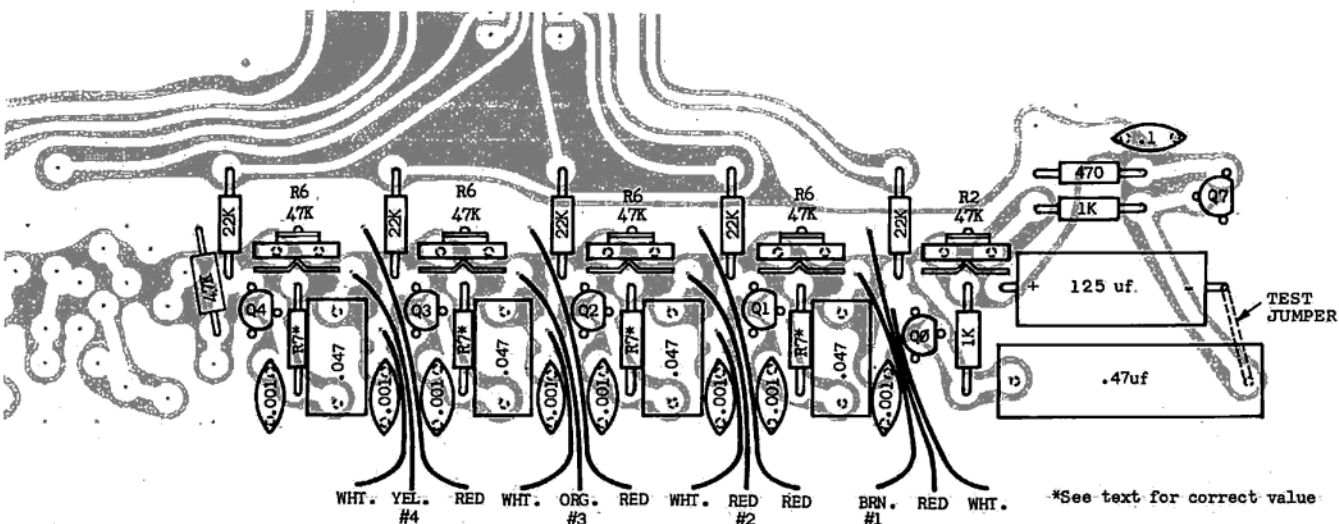 .1
470
1K
Q7
R6
47K
R6
47K
R6
47K
R6
47K
R2
47K
22K
22K
22K
22K
22K
47K
+ 125 uf. -
TEST
JUMPER
Q4
R7*
.047
Q3
R7*
.047
Q2
R7*
.047
Q1
R7*
.047
QØ
1K
.47uf
.001
.001
.001
.001
.001
.001
.001
.001
WHT. YEL. RED WHT. ORG. RED WHT. RED RED BRN. RED WHT.
#4 #3 #2 #1
*See text for correct value